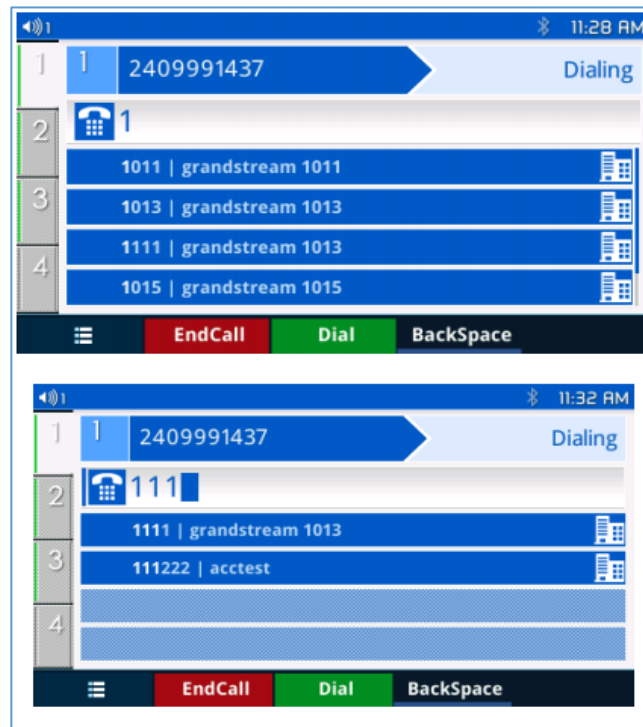 1 11:28 AM
1 1 2409991437 Dialing
2 1
1011 | grandstream 1011
3 1013 | grandstream 1013
1111 | grandstream 1013
4 1015 | grandstream 1015
EndCall Dial BackSpace
1 11:32 AM
1 1 2409991437 Dialing
2 111
1111 | grandstream 1013
3 111222 | acctest
4
EndCall Dial BackSpace